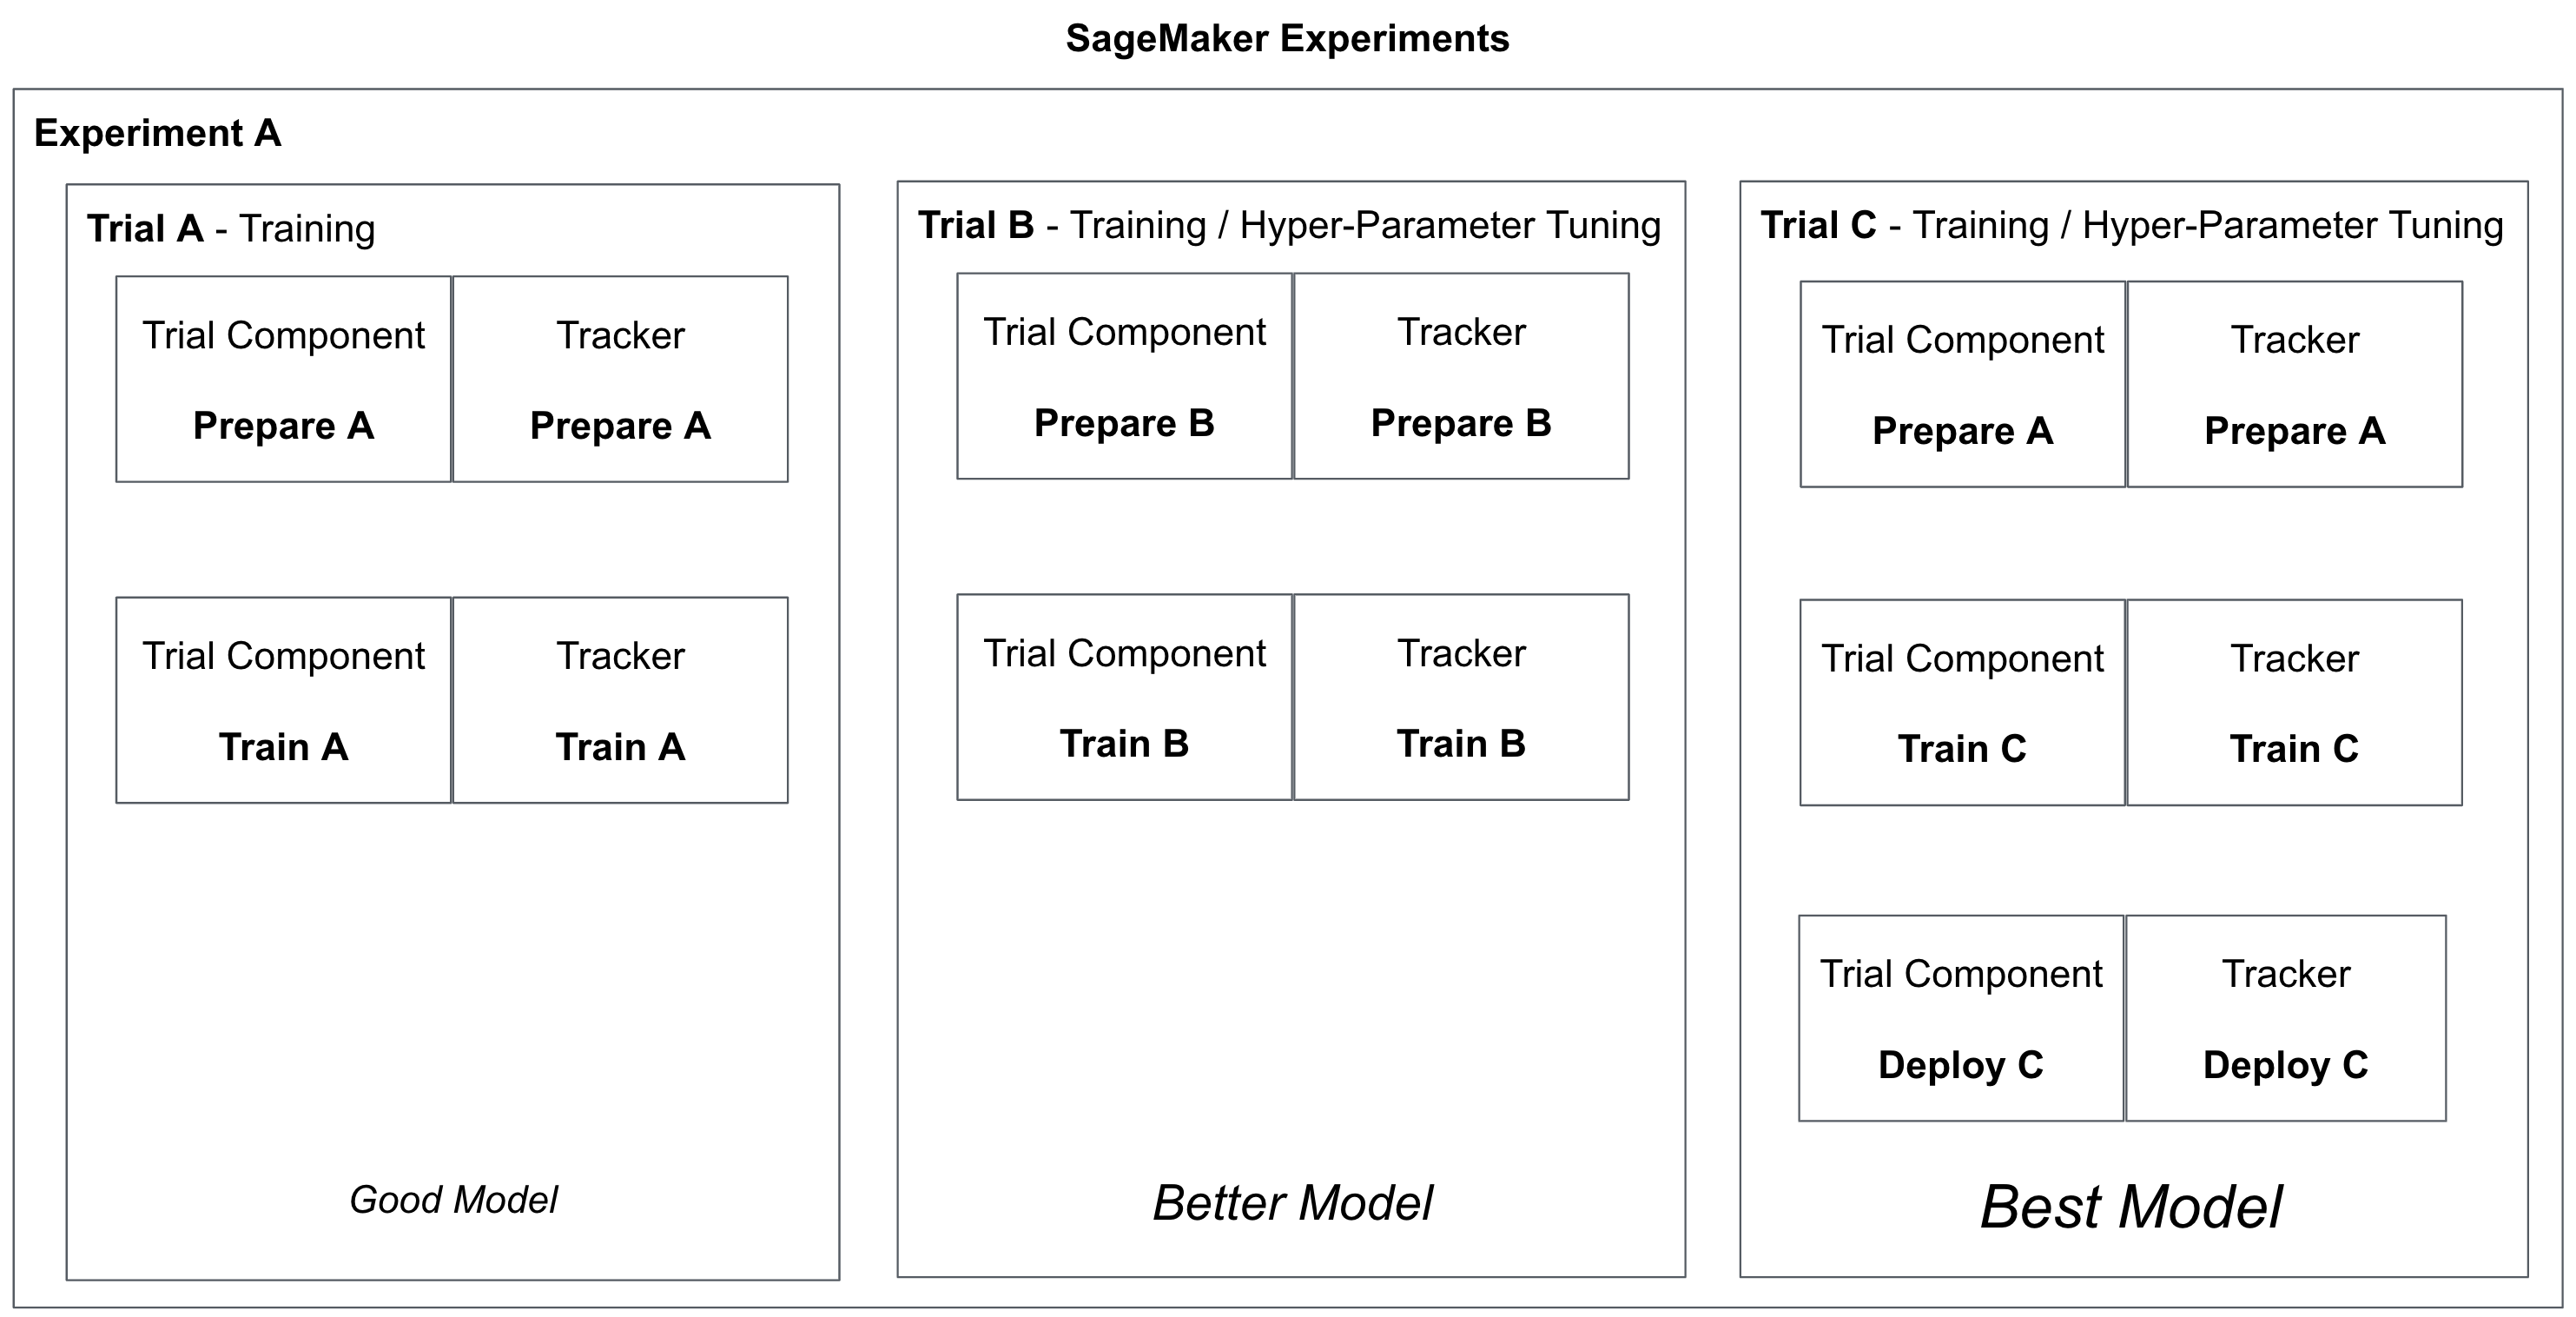 SageMaker Experiments
Experiment A
Trial A - Training
Trial Component
Prepare A
Tracker
Prepare A
Trial Component
Train A
Tracker
Train A
Good Model
Trial B - Training / Hyper-Parameter Tuning
Trial Component
Prepare B
Tracker
Prepare B
Trial Component
Train B
Tracker
Train B
Better Model
Trial C - Training / Hyper-Parameter Tuning
Trial Component
Prepare A
Tracker
Prepare A
Trial Component
Train C
Tracker
Train C
Trial Component
Deploy C
Tracker
Deploy C
Best Model